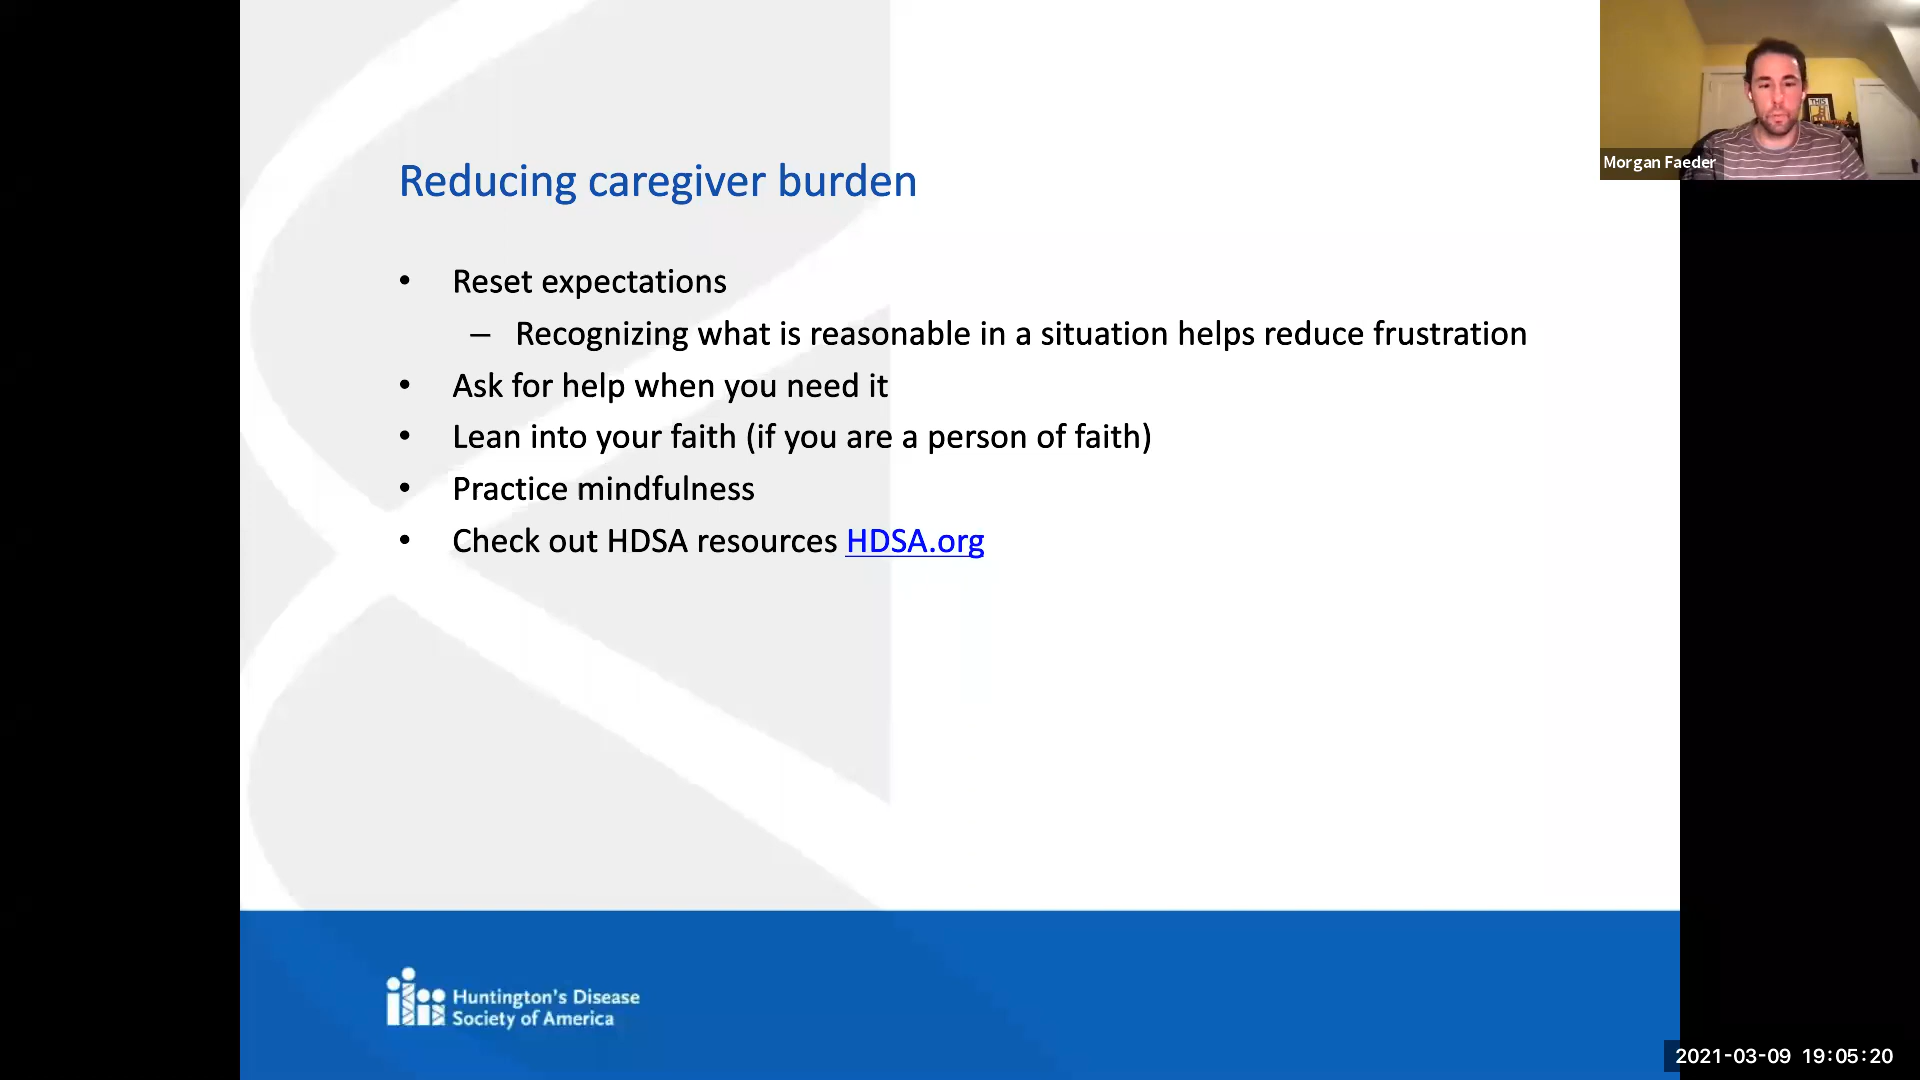 Reducing caregiver burden
• Reset expectations
– Recognizing what is reasonable in a situation helps reduce frustration
• Ask for help when you need it
• Lean into your faith (if you are a person of faith)
• Practice mindfulness
• Check out HDSA resources HDSA.org
THIS
Morgan Faeder
Huntington's Disease
Society of America
2021-03-09 19:05:20